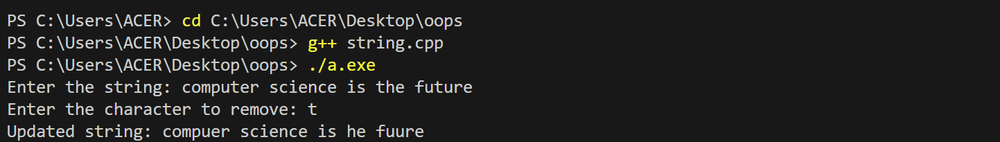 PS C:\Users\ACER> cd C:\Users\ACER\Desktop\oops
PS C:\Users\ACER\Desktop\oops> g++ string.cpp
PS C:\Users\ACER\Desktop\oops> ./a.exe
Enter the string: computer science is the future
Enter the character to remove: t
Updated string: compuer science is he fuure